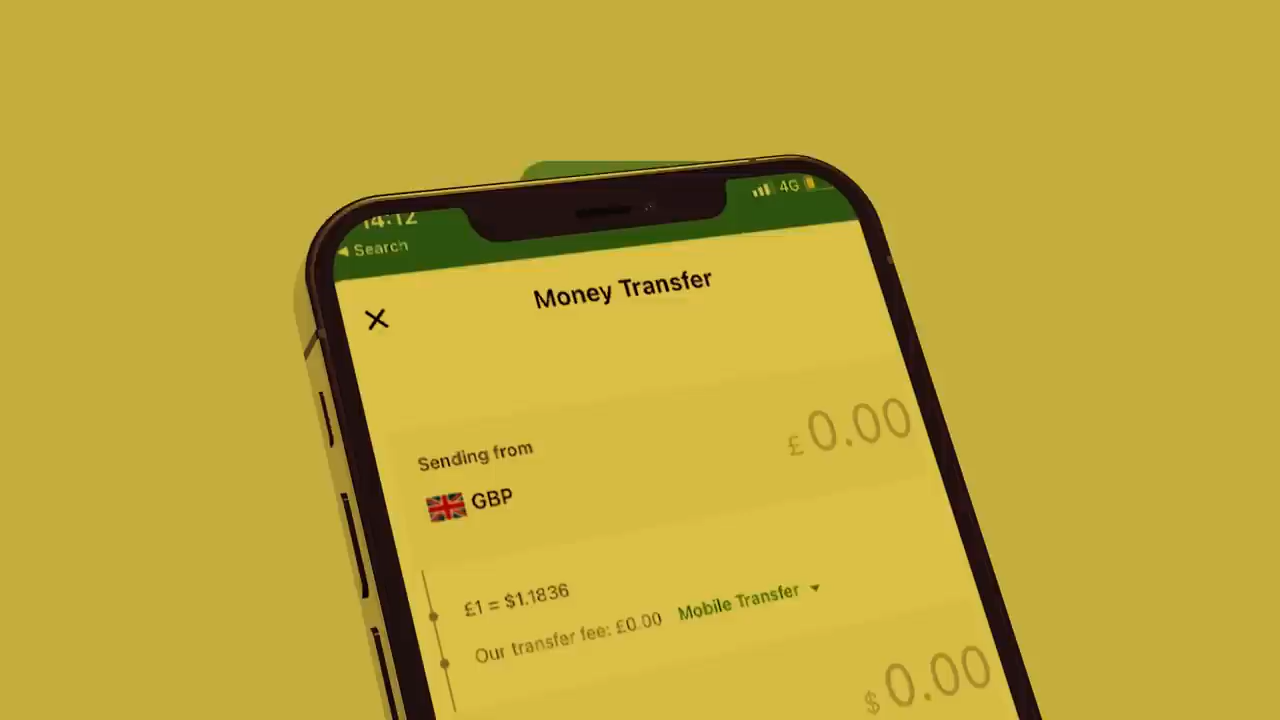 14:12
4G
◀ Search
Money Transfer
Sending from
£ 0.00
GBP
£1 = $1.1836
Our transfer fee: £0.00 Mobile Transfer ▼
$ 0.00